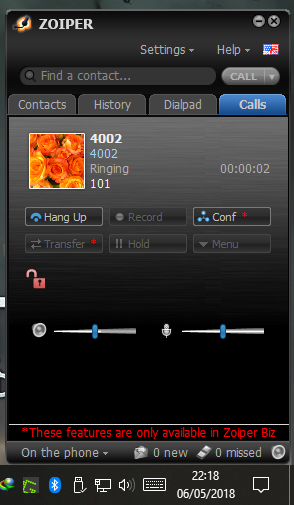 ZOIPER
Settings Help
Find a contact... CALL
Contacts History Dialpad Calls
4002
4002
Ringing 00:00:02
101
Hang Up Record Conf *
Transfer * Hold Menu
*These features are only available in Zoiper Biz
On the phone 0 new 0 missed
22:18
06/05/2018